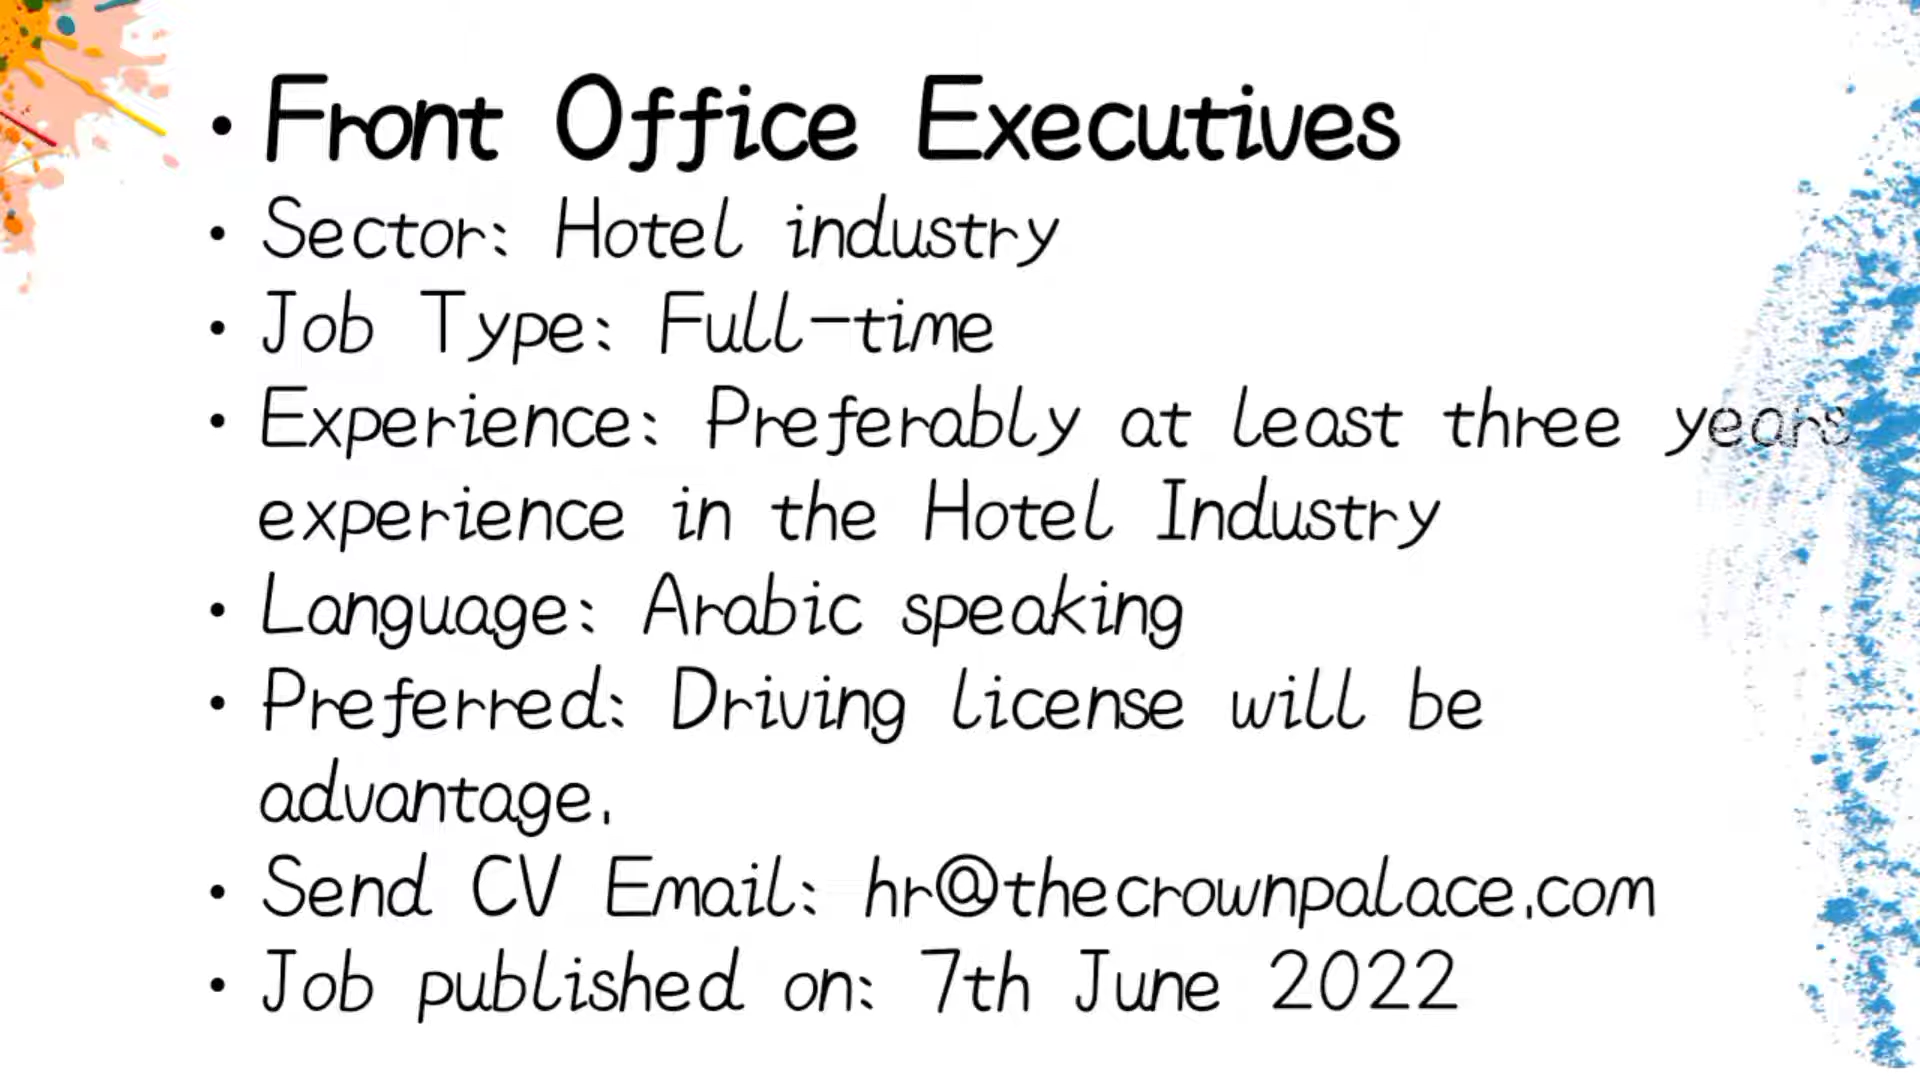 • Front Office Executives
• Sector: Hotel industry
• Job Type: Full-time
• Experience: Preferably at least three years
experience in the Hotel Industry
• Language: Arabic speaking
• Preferred: Driving license will be
advantage.
• Send CV Email: hr@thecrownpalace.com
• Job published on: 7th June 2022